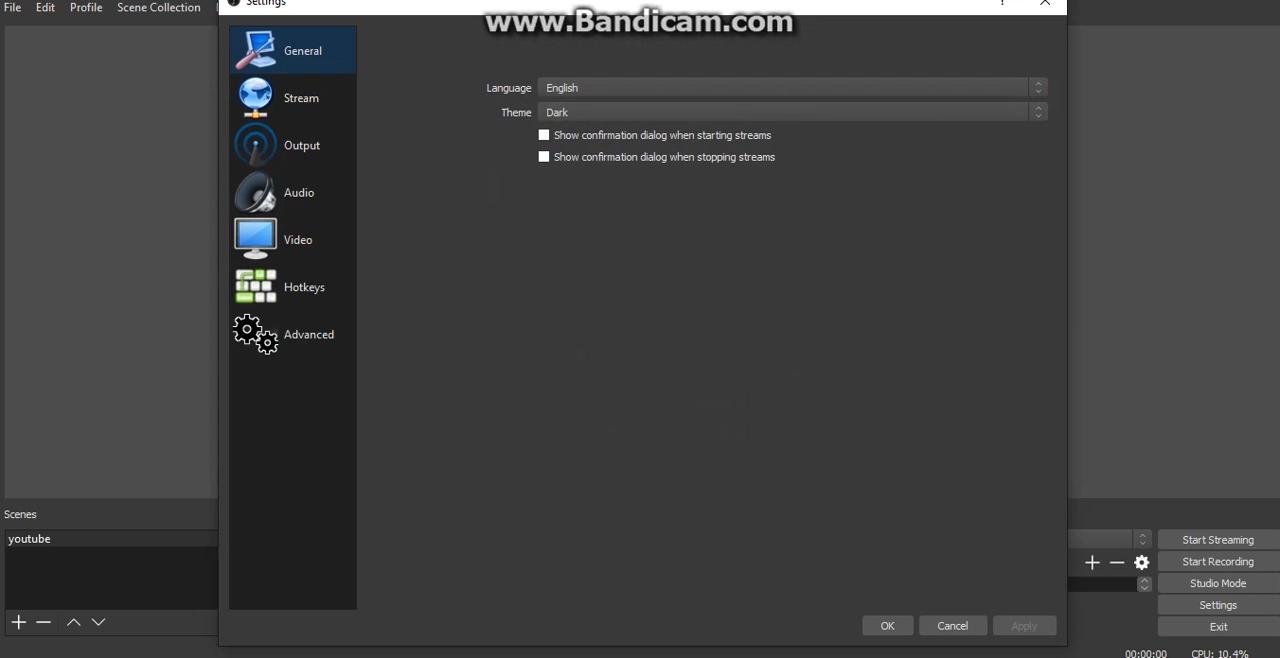 File Edit Profile Scene Collection
Settings
www.Bandicam.com
General
Stream
Output
Audio
Video
Hotkeys
Advanced
Language English
Theme Dark
Show confirmation dialog when starting streams
Show confirmation dialog when stopping streams
Scenes
youtube
Start Streaming
Start Recording
Studio Mode
Settings
Exit
OK Cancel Apply
00:00:00 CPU: 10.4%